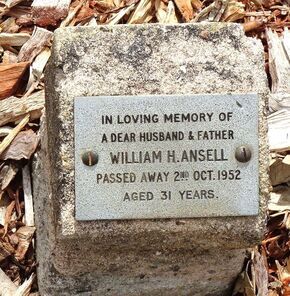 IN LOVING MEMORY OF
A DEAR HUSBAND & FATHER
WILLIAM H. ANSELL
PASSED AWAY 2ND OCT. 1952
AGED 31 YEARS.